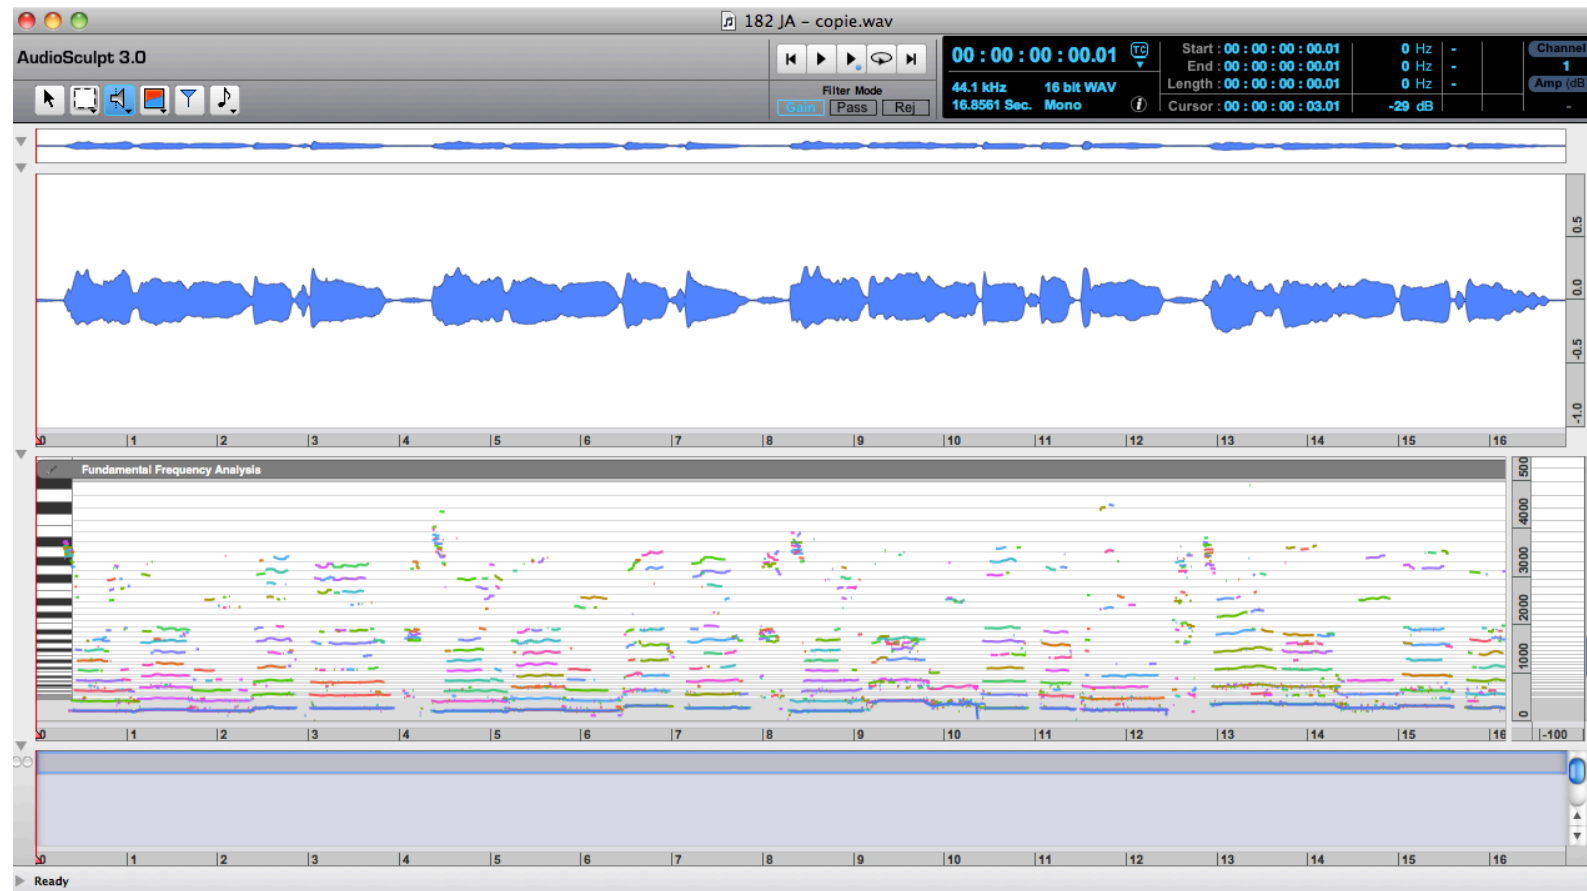 182 JA – copie.wav
AudioSculpt 3.0
Filter Mode
Gain Pass Rej
00 : 00 : 00 : 00.01 TC
44.1 kHz 16 bit WAV
16.8561 Sec. Mono i
Start : 00 : 00 : 00 : 00.01 0 Hz -
End : 00 : 00 : 00 : 00.01 0 Hz -
Length : 00 : 00 : 00 : 00.01 0 Hz -
Cursor : 00 : 00 : 00 : 03.01 -29 dB
Channel
1
Amp (dB
-
0.5
0.0
-0.5
-1.0
0 1 2 3 4 5 6 7 8 9 10 11 12 13 14 15 16
Fundamental Frequency Analysis
500
4000
3000
2000
1000
0
0 1 2 3 4 5 6 7 8 9 10 11 12 13 14 15 16 -100
0 1 2 3 4 5 6 7 8 9 10 11 12 13 14 15 16
Ready